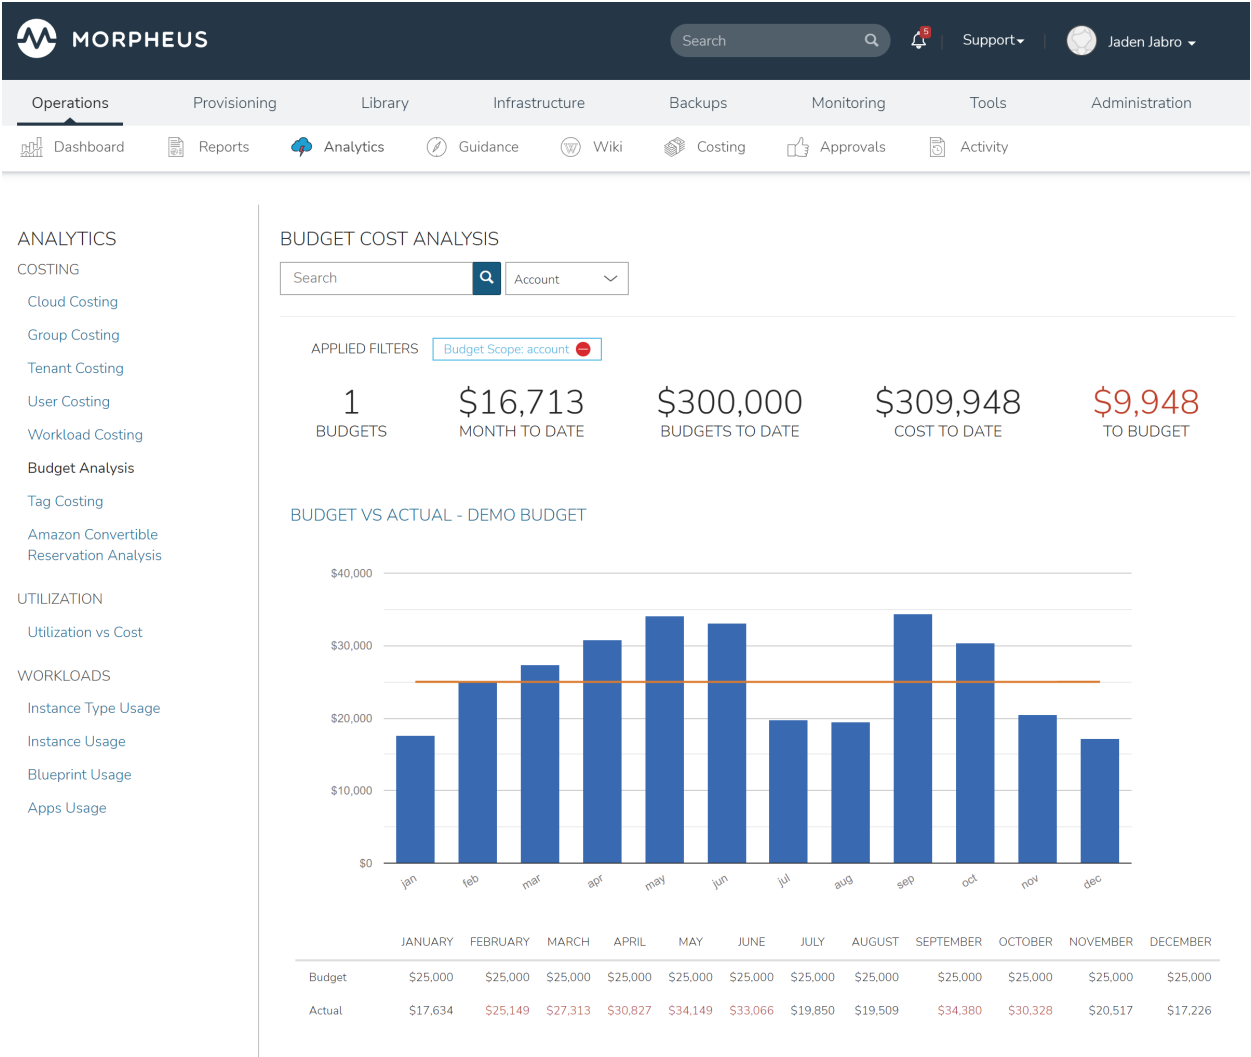 MORPHEUS
Search
5
Support
Jaden Jabro
Operations Provisioning Library Infrastructure Backups Monitoring Tools Administration
Dashboard Reports Analytics Guidance Wiki Costing Approvals Activity
ANALYTICS
COSTING
Cloud Costing
Group Costing
Tenant Costing
User Costing
Workload Costing
Budget Analysis
Tag Costing
Amazon Convertible
Reservation Analysis
UTILIZATION
Utilization vs Cost
WORKLOADS
Instance Type Usage
Instance Usage
Blueprint Usage
Apps Usage
BUDGET COST ANALYSIS
Search
Account
APPLIED FILTERS Budget Scope: account
1 $16,713 $300,000 $309,948 $9,948
BUDGETS MONTH TO DATE BUDGETS TO DATE COST TO DATE TO BUDGET
BUDGET VS ACTUAL - DEMO BUDGET
$40,000
$30,000
$20,000
$10,000
$0
jan feb mar apr may jun jul aug sep oct nov dec
JANUARY FEBRUARY MARCH APRIL MAY JUNE JULY AUGUST SEPTEMBER OCTOBER NOVEMBER DECEMBER
Budget $25,000 $25,000 $25,000 $25,000 $25,000 $25,000 $25,000 $25,000 $25,000 $25,000 $25,000 $25,000
Actual $17,634 $25,149 $27,313 $30,827 $34,149 $33,066 $19,850 $19,509 $34,380 $30,328 $20,517 $17,226